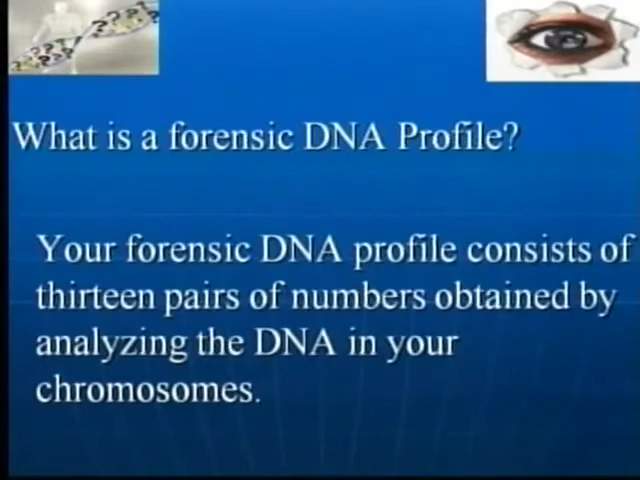 What is a forensic DNA Profile?
Your forensic DNA profile consists of
thirteen pairs of numbers obtained by
analyzing the DNA in your
chromosomes.